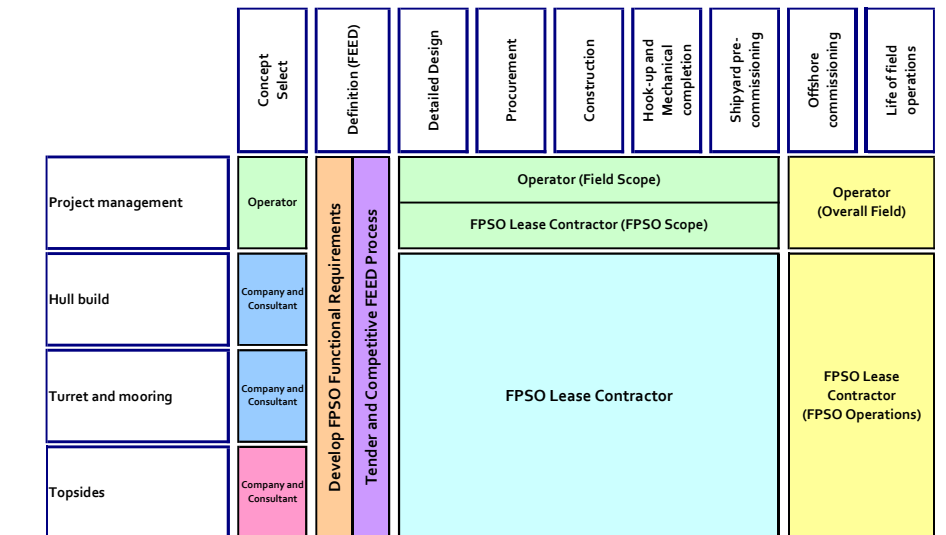 Concept
Select
Definition (FEED)
Detailed Design
Procurement
Construction
Hook-up and
Mechanical
completion
Shipyard pre-
commissioning
Offshore
commissioning
Life of field
operations
Project management
Operator
Develop FPSO Functional Requirements
Tender and Competitive FEED Process
Operator (Field Scope)
FPSO Lease Contractor (FPSO Scope)
Operator
(Overall Field)
Hull build
Company and
Consultant
Turret and mooring
Company and
Consultant
FPSO Lease Contractor
FPSO Lease
Contractor
(FPSO Operations)
Topsides
Company and
Consultant